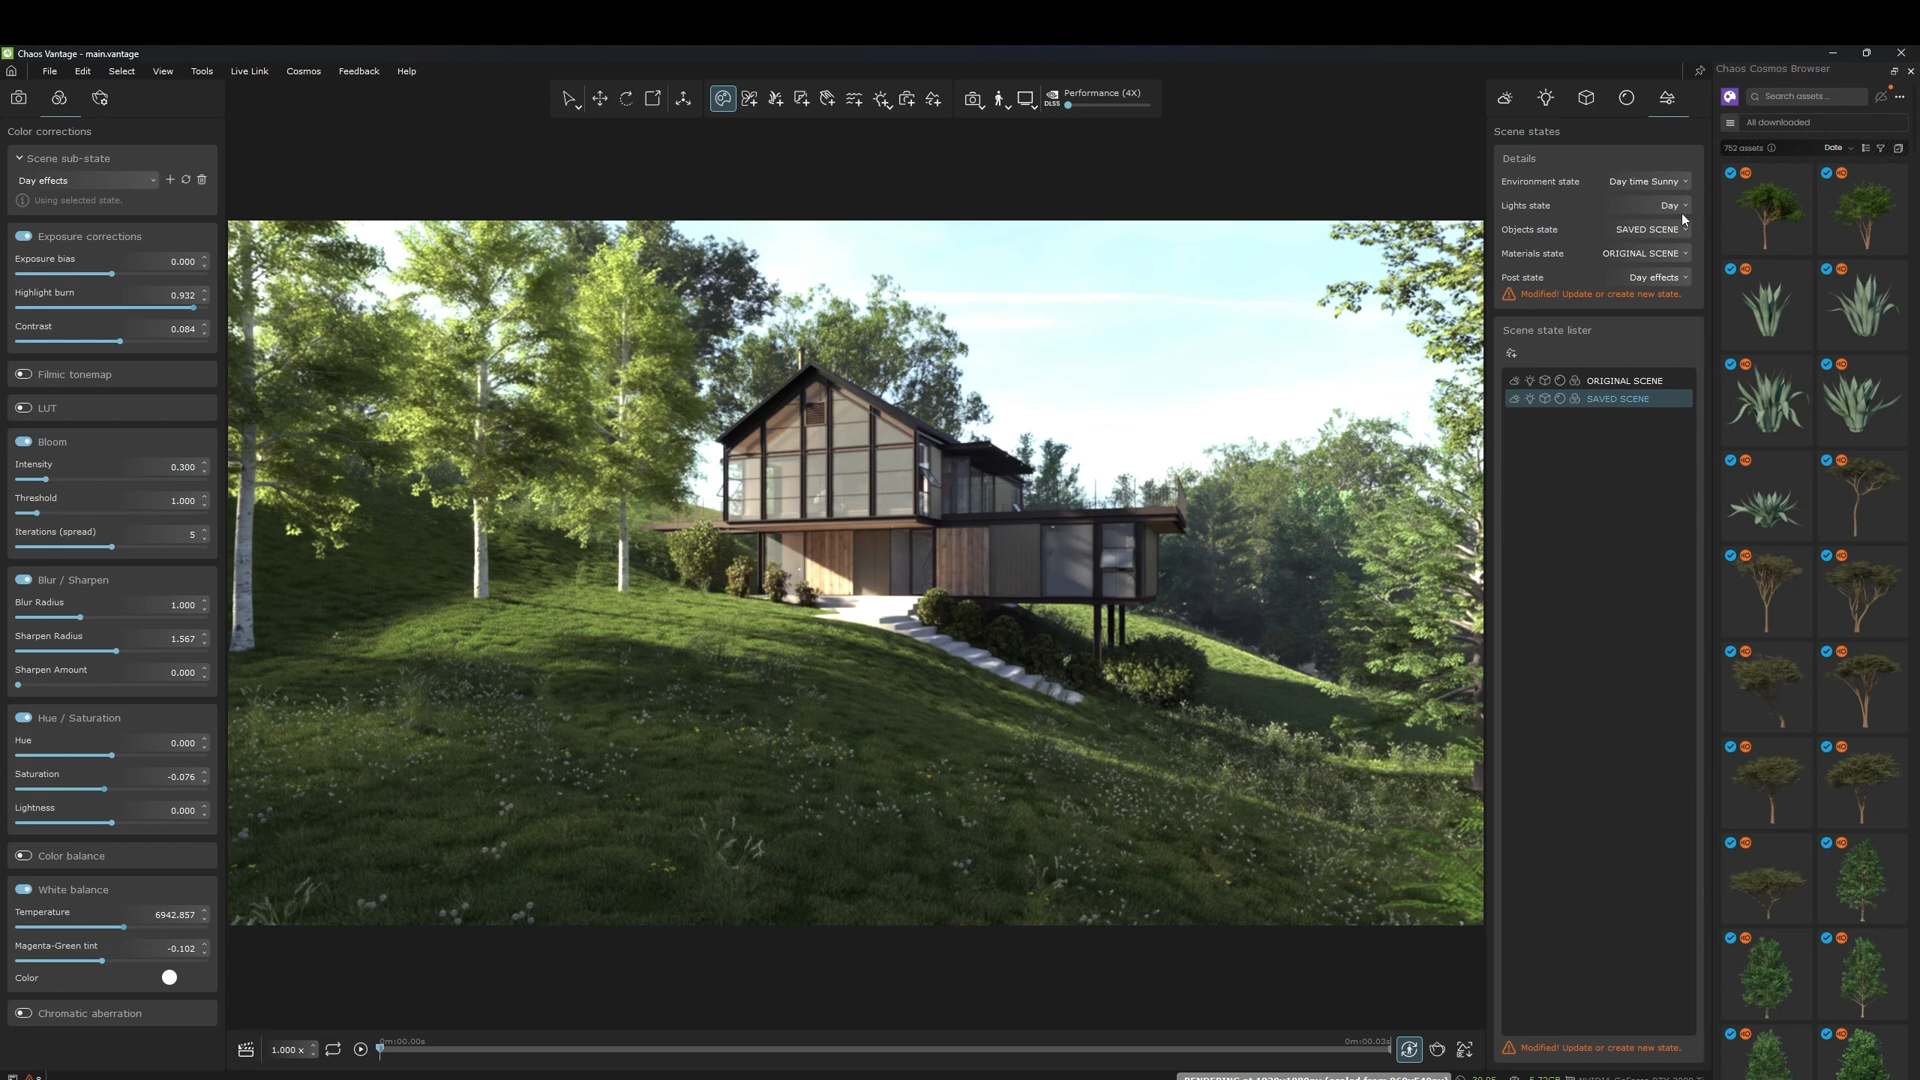 Chaos Vantage - main.vantage
File Edit Select View Tools Live Link Cosmos Feedback Help
Chaos Cosmos Browser
DLSS Performance (4X)
Search assets ..
All downloaded
752 assets Date
Color corrections
Scene sub-state
Day effects
Using selected state.
Exposure corrections
Exposure bias 0.000
Highlight burn 0.932
Contrast 0.084
Filmic tonemap
LUT
Bloom
Intensity 0.300
Threshold 1.000
Iterations (spread) 5
Blur / Sharpen
Blur Radius 1.000
Sharpen Radius 1.567
Sharpen Amount 0.000
Hue / Saturation
Hue 0.000
Saturation -0.076
Lightness 0.000
Color balance
White balance
Temperature 6942.857
Magenta-Green tint -0.102
Color
Chromatic aberration
Scene states
Details
Environment state Day time Sunny
Lights state Day
Objects state SAVED SCENE
Materials state ORIGINAL SCENE
Post state Day effects
Modified! Update or create new state.
Scene state lister
ORIGINAL SCENE
SAVED SCENE
Modified! Update or create new state.
1.000 x
0m:00.00s
0m:00.03s